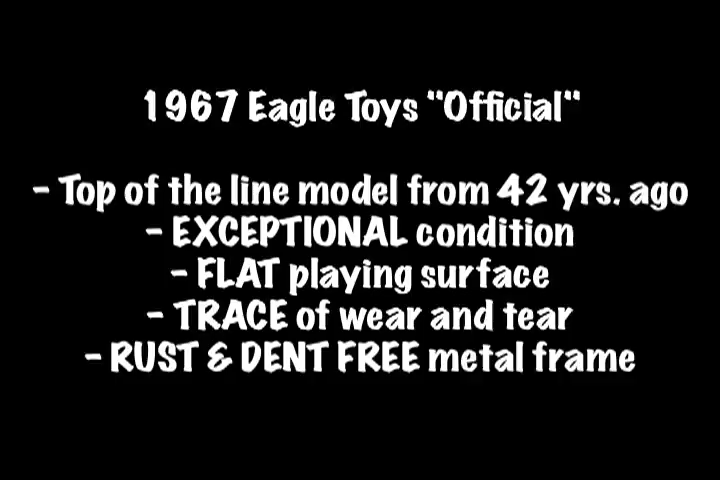 1967 Eagle Toys "Official"
- Top of the line model from 42 yrs. ago
- EXCEPTIONAL condition
- FLAT playing surface
- TRACE of wear and tear
- RUST & DENT FREE metal frame